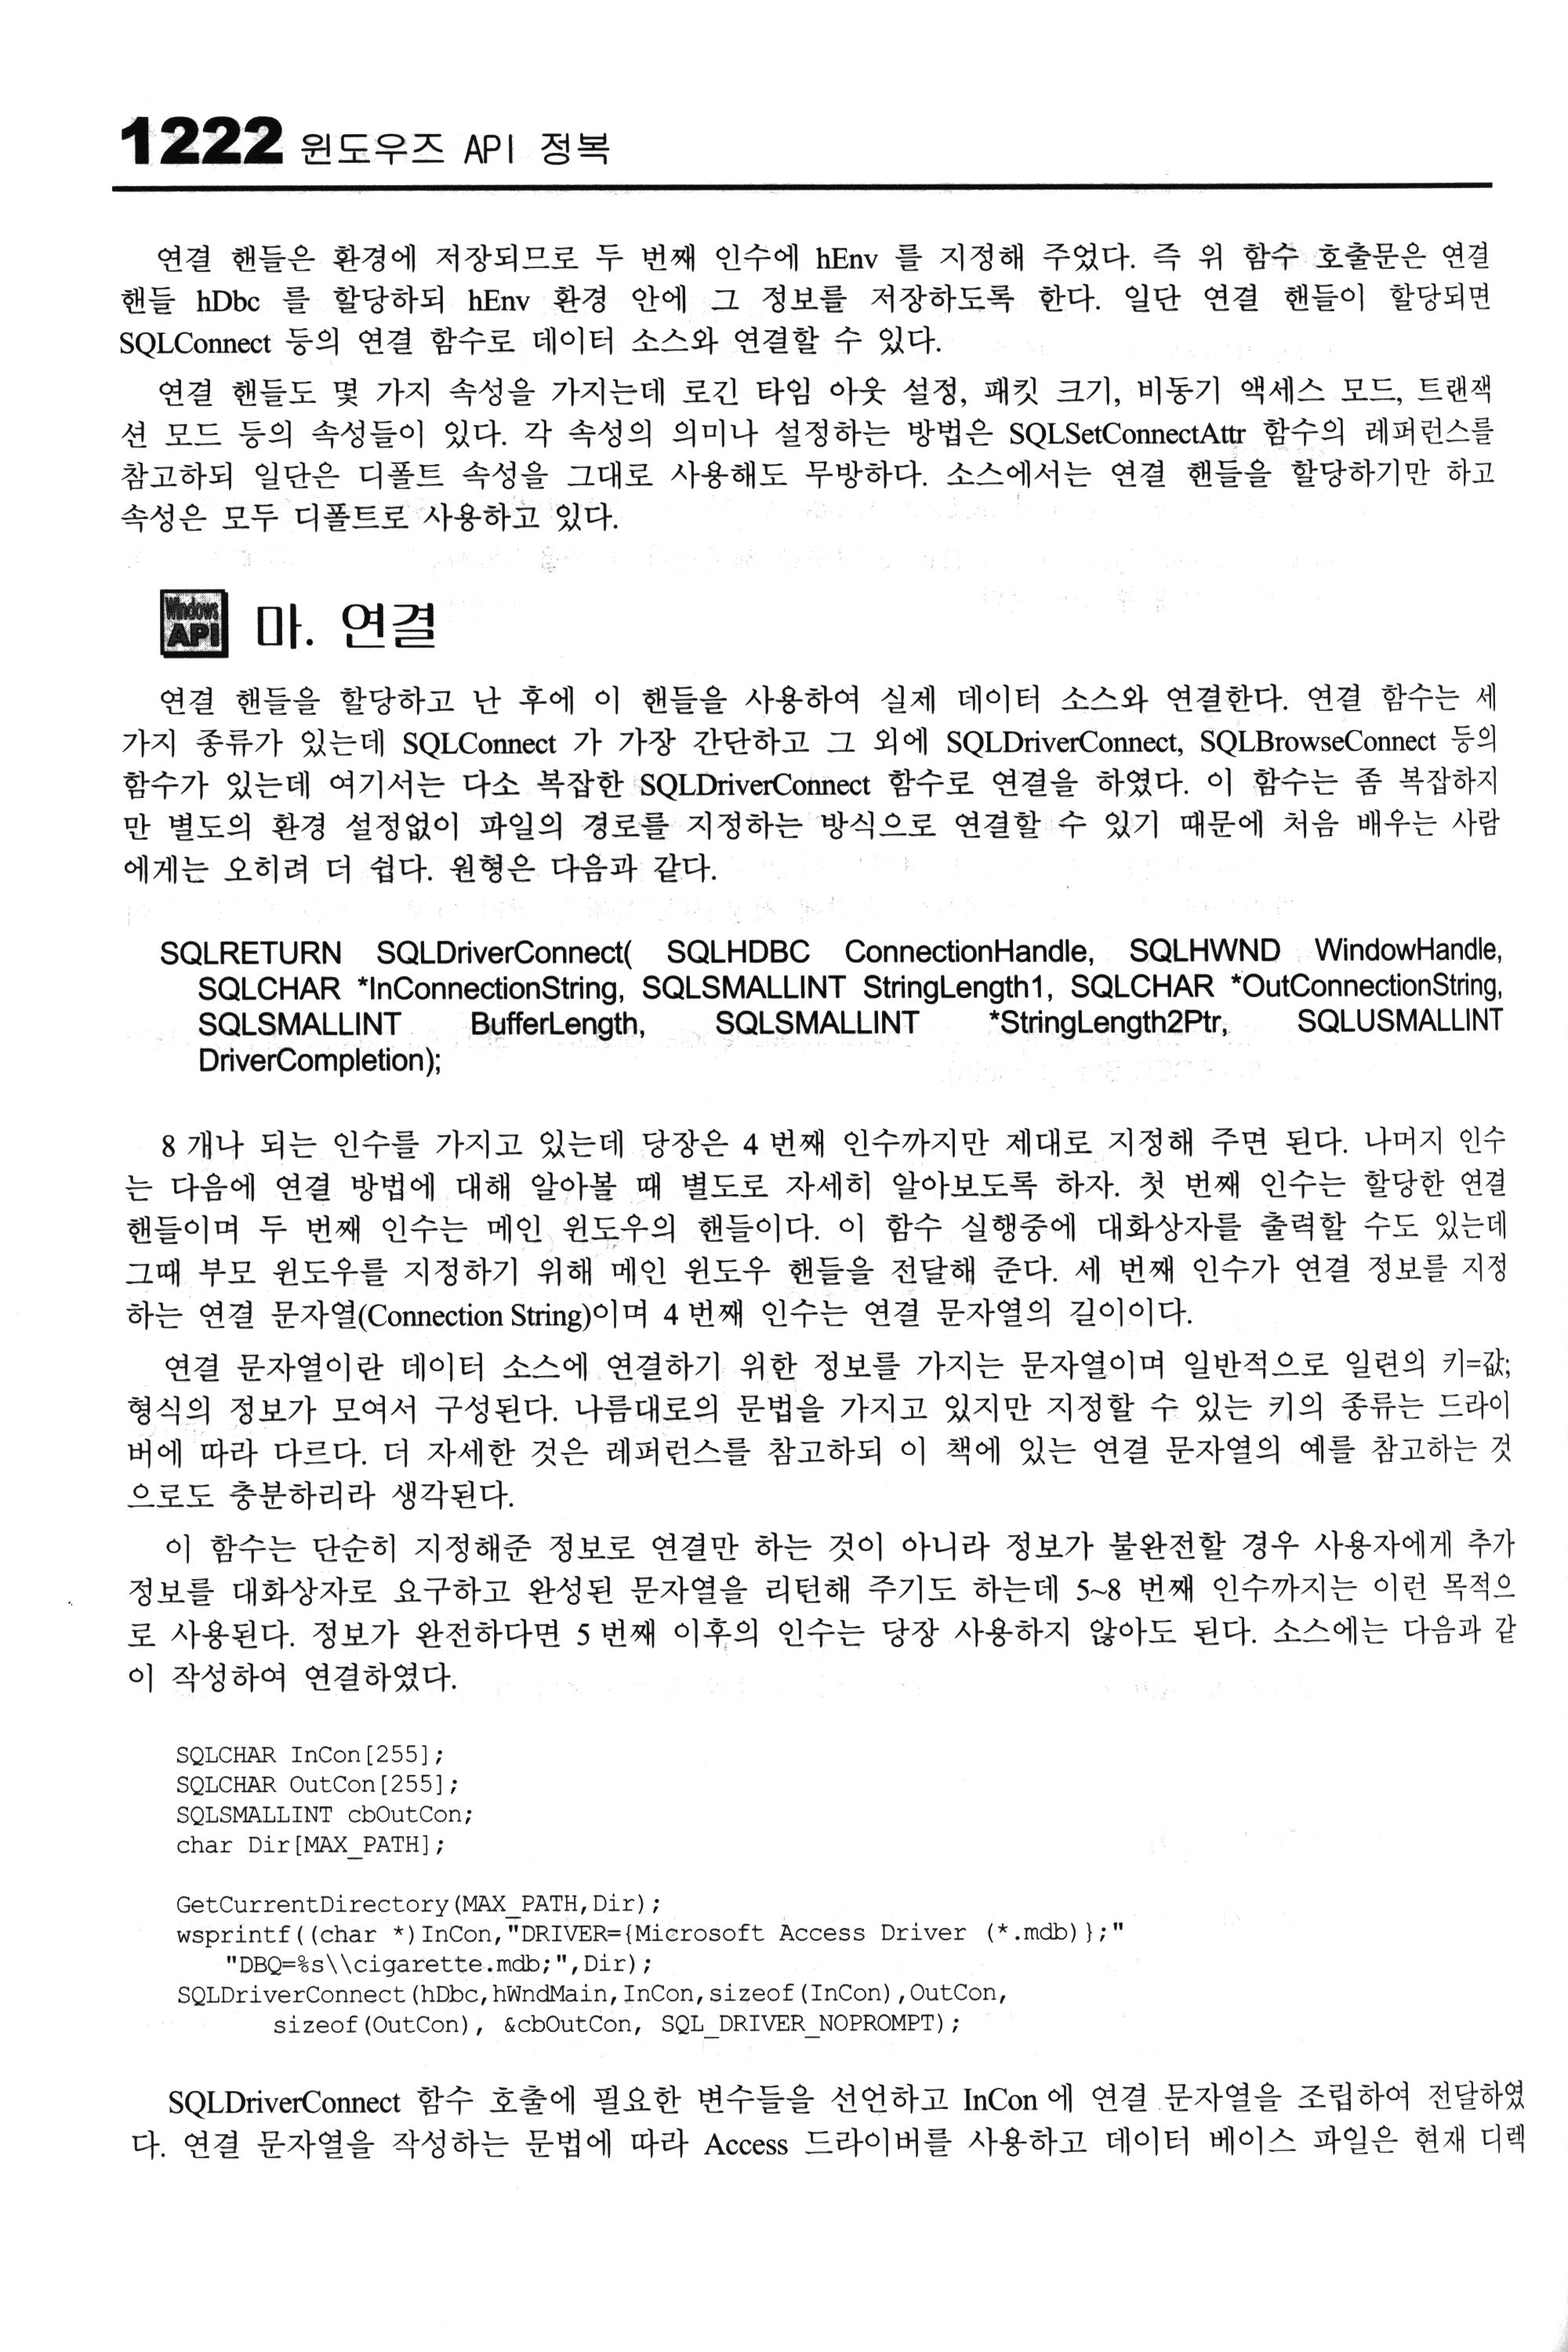 1222 윈도우즈 API 정복
연결 핸들은 환경에 저장되므로 두 번째 인수에 hEnv 를 지정해 주었다. 즉 위 함수 호출문은 연결
핸들 hDbc 를 할당하되 hEnv 환경 안에 그 정보를 저장하도록 한다. 일단 연결 핸들이 할당되면
SQLConnect 등의 연결 함수로 데이터 소스와 연결할 수 있다.
연결 핸들도 몇 가지 속성을 가지는데 로긴 타임 아웃 설정, 패킷 크기, 비동기 액세스 모드, 트랜잭
션 모드 등의 속성들이 있다. 각 속성의 의미나 설정하는 방법은 SQLSetConnectAttr 함수의 레퍼런스를
참고하되 일단은 디폴트 속성을 그대로 사용해도 무방하다. 소스에서는 연결 핸들을 할당하기만 하고
속성은 모두 디폴트로 사용하고 있다.
Windows
API
마. 연결
연결 핸들을 할당하고 난 후에 이 핸들을 사용하여 실제 데이터 소스와 연결한다. 연결 함수는 세
가지 종류가 있는데 SQLConnect 가 가장 간단하고 그 외에 SQLDriverConnect, SQLBrowseConnect 등의
함수가 있는데 여기서는 다소 복잡한 SQLDriverConnect 함수로 연결을 하였다. 이 함수는 좀 복잡하지
만 별도의 환경 설정없이 파일의 경로를 지정하는 방식으로 연결할 수 있기 때문에 처음 배우는 사람
에게는 오히려 더 쉽다. 원형은 다음과 같다.
SQLRETURN SQLDriverConnect( SQLHDBC ConnectionHandle, SQLHWND WindowHandle,
SQLCHAR *InConnectionString, SQLSMALLINT StringLength1, SQLCHAR *OutConnectionString,
SQLSMALLINT BufferLength, SQLSMALLINT *StringLength2Ptr, SQLUSMALLINT
DriverCompletion);
8 개나 되는 인수를 가지고 있는데 당장은 4 번째 인수까지만 제대로 지정해 주면 된다. 나머지 인수
는 다음에 연결 방법에 대해 알아볼 때 별도로 자세히 알아보도록 하자. 첫 번째 인수는 할당한 연결
핸들이며 두 번째 인수는 메인 윈도우의 핸들이다. 이 함수 실행중에 대화상자를 출력할 수도 있는데
그때 부모 윈도우를 지정하기 위해 메인 윈도우 핸들을 전달해 준다. 세 번째 인수가 연결 정보를 지정
하는 연결 문자열(Connection String)이며 4 번째 인수는 연결 문자열의 길이이다.
연결 문자열이란 데이터 소스에 연결하기 위한 정보를 가지는 문자열이며 일반적으로 일련의 키=값;
형식의 정보가 모여서 구성된다. 나름대로의 문법을 가지고 있지만 지정할 수 있는 키의 종류는 드라이
버에 따라 다르다. 더 자세한 것은 레퍼런스를 참고하되 이 책에 있는 연결 문자열의 예를 참고하는 것
으로도 충분하리라 생각된다.
이 함수는 단순히 지정해준 정보로 연결만 하는 것이 아니라 정보가 불완전할 경우 사용자에게 추가
정보를 대화상자로 요구하고 완성된 문자열을 리턴해 주기도 하는데 5~8 번째 인수까지는 이런 목적으
로 사용된다. 정보가 완전하다면 5 번째 이후의 인수는 당장 사용하지 않아도 된다. 소스에는 다음과 같
이 작성하여 연결하였다.
SQLCHAR InCon[255];
SQLCHAR OutCon[255];
SQLSMALLINT cbOutCon;
char Dir[MAX_PATH];
GetCurrentDirectory(MAX_PATH,Dir);
wsprintf((char *)InCon,"DRIVER={Microsoft Access Driver (*.mdb)};"
"DBQ=%s\\cigarette.mdb;",Dir);
SQLDriverConnect(hDbc,hWndMain,InCon,sizeof(InCon),OutCon,
sizeof(OutCon), &cbOutCon, SQL_DRIVER_NOPROMPT);
SQLDriverConnect 함수 호출에 필요한 변수들을 선언하고 InCon 에 연결 문자열을 조립하여 전달하였
다. 연결 문자열을 작성하는 문법에 따라 Access 드라이버를 사용하고 데이터 베이스 파일은 현재 디렉